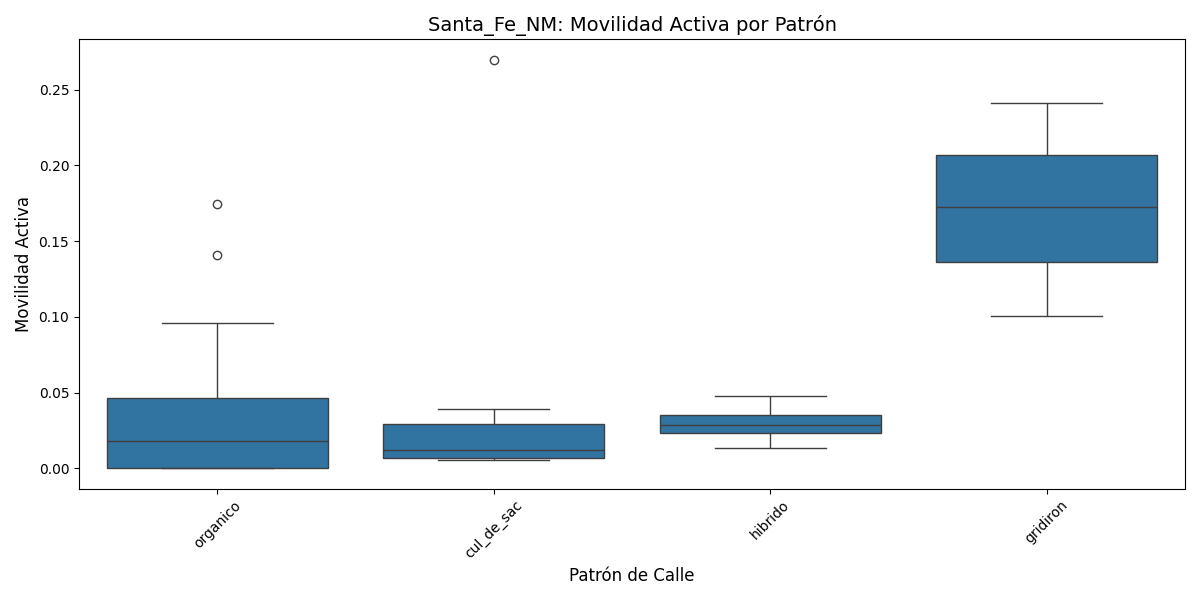 Santa_Fe_NM: Movilidad Activa por Patrón
Movilidad Activa
0.25
0.20
0.15
0.10
0.05
0.00
organico
cul_de_sac
hibrido
gridiron
Patrón de Calle